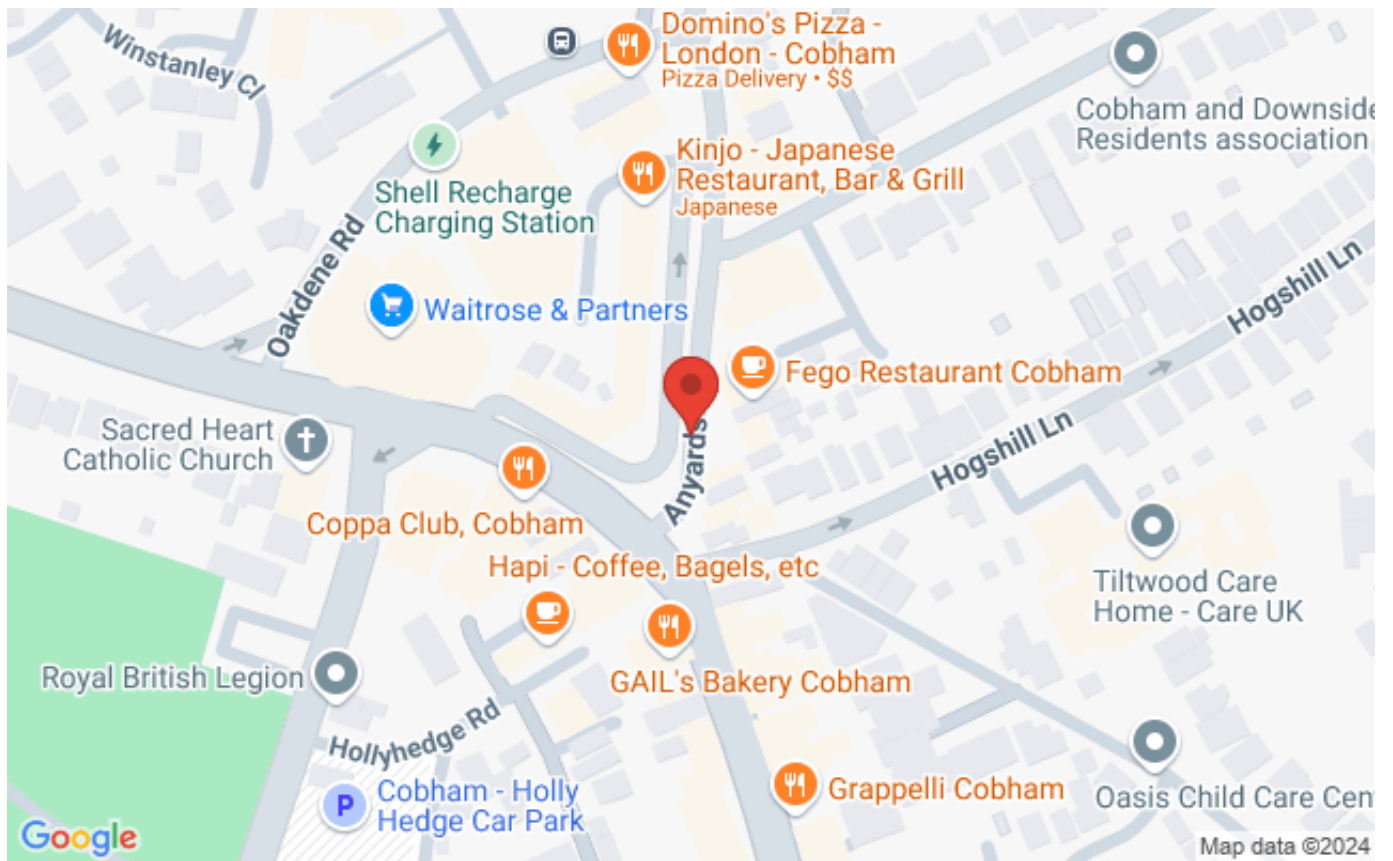 Winstanley Cl
Domino's Pizza -
London - Cobham
Pizza Delivery • $$
Cobham and Downside
Residents association
Kinjo - Japanese
Restaurant, Bar & Grill
Japanese
Shell Recharge
Charging Station
Oakdene Rd
Waitrose & Partners
Hogshill Ln
Fego Restaurant Cobham
Sacred Heart
Catholic Church
Anyards
Hogshill Ln
Coppa Club, Cobham
Hapi - Coffee, Bagels, etc
Tiltwood Care
Home - Care UK
Royal British Legion
GAIL's Bakery Cobham
Hollyhedge Rd
P
Cobham - Holly
Hedge Car Park
Grappelli Cobham
Oasis Child Care Cen
Google
Map data ©2024